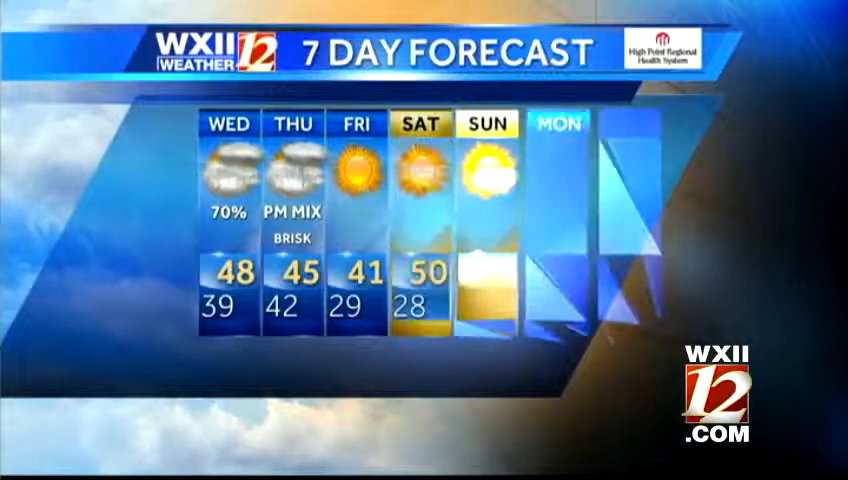 WXII 12 7 DAY FORECAST
WEATHER
High Point Regional
Health System
WED THU FRI SAT SUN MON
70% PM MIX
BRISK
48 45 41 50
39 42 29 28
WXII
12
.COM